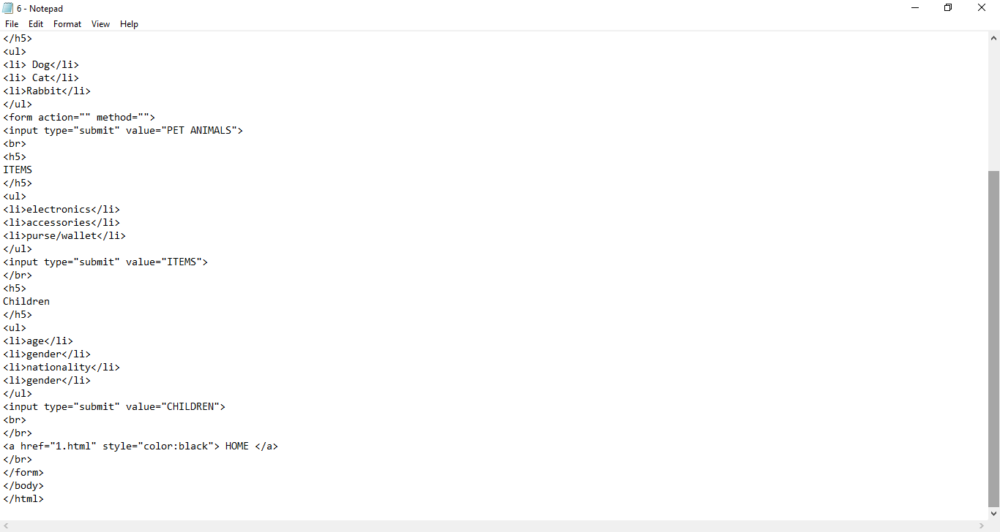 6 - Notepad
File Edit Format View Help
</h5>
<ul>
<li> Dog</li>
<li> Cat</li>
<li>Rabbit</li>
</ul>
<form action="" method="">
<input type="submit" value="PET ANIMALS">
<br>
<h5>
ITEMS
</h5>
<ul>
<li>electronics</li>
<li>accessories</li>
<li>purse/wallet</li>
</ul>
<input type="submit" value="ITEMS">
</br>
<h5>
Children
</h5>
<ul>
<li>age</li>
<li>gender</li>
<li>nationality</li>
<li>gender</li>
</ul>
<input type="submit" value="CHILDREN">
<br>
</br>
<a href="1.html" style="color:black"> HOME </a>
</br>
</form>
</body>
</html>